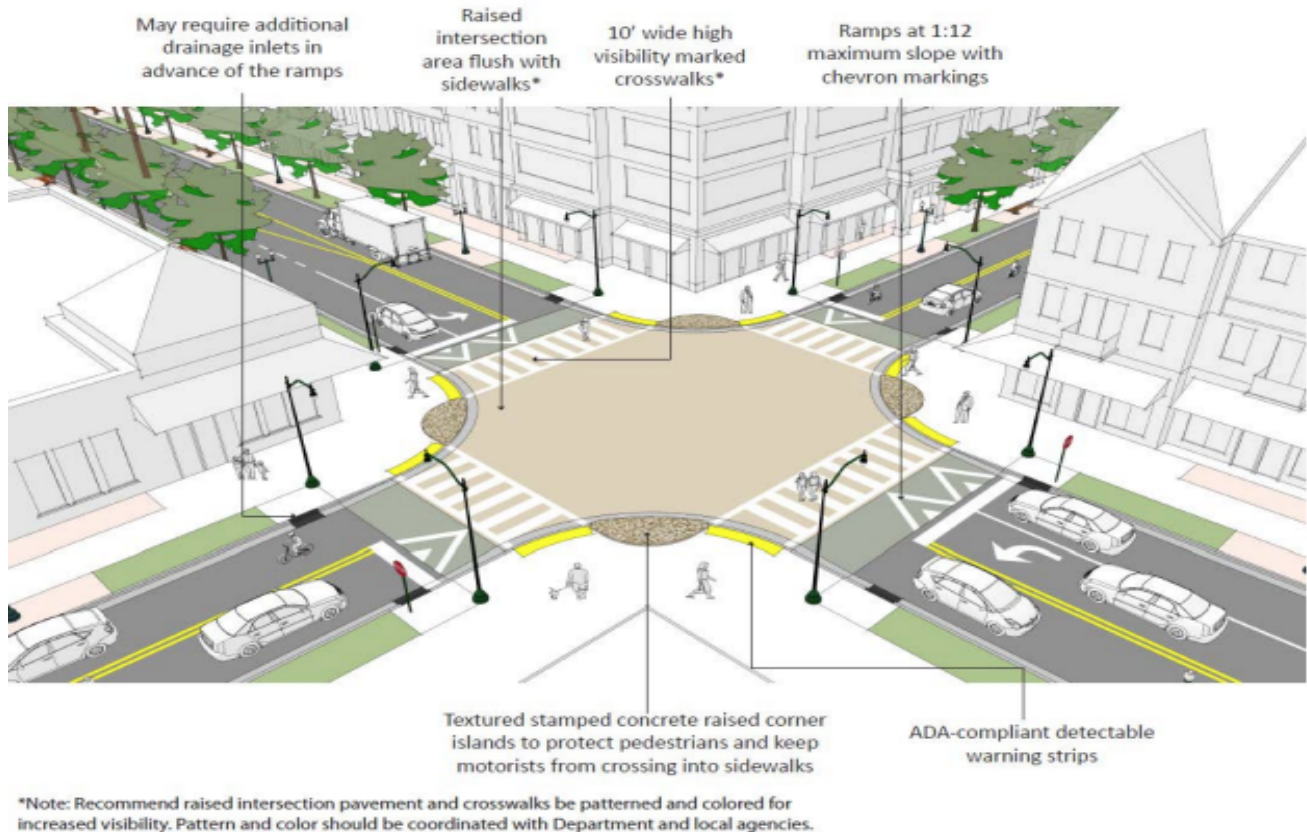 May require additional
drainage inlets in
advance of the ramps
Raised
intersection
area flush with
sidewalks*
10' wide high
visibility marked
crosswalks*
Ramps at 1:12
maximum slope with
chevron markings
Textured stamped concrete raised corner
islands to protect pedestrians and keep
motorists from crossing into sidewalks
ADA-compliant detectable
warning strips
*Note: Recommend raised intersection pavement and crosswalks be patterned and colored for
increased visibility. Pattern and color should be coordinated with Department and local agencies.